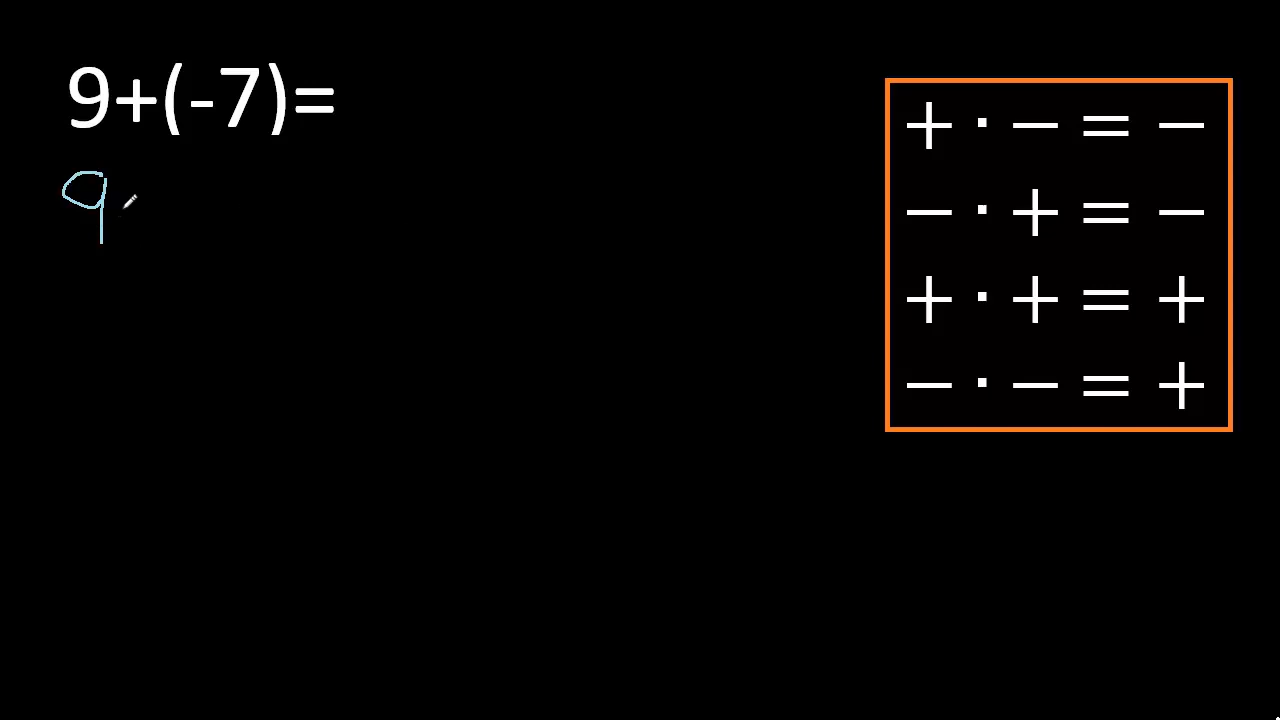 9+(-7)=
9
+ · − = −
− · + = −
+ · + = +
− · − = +